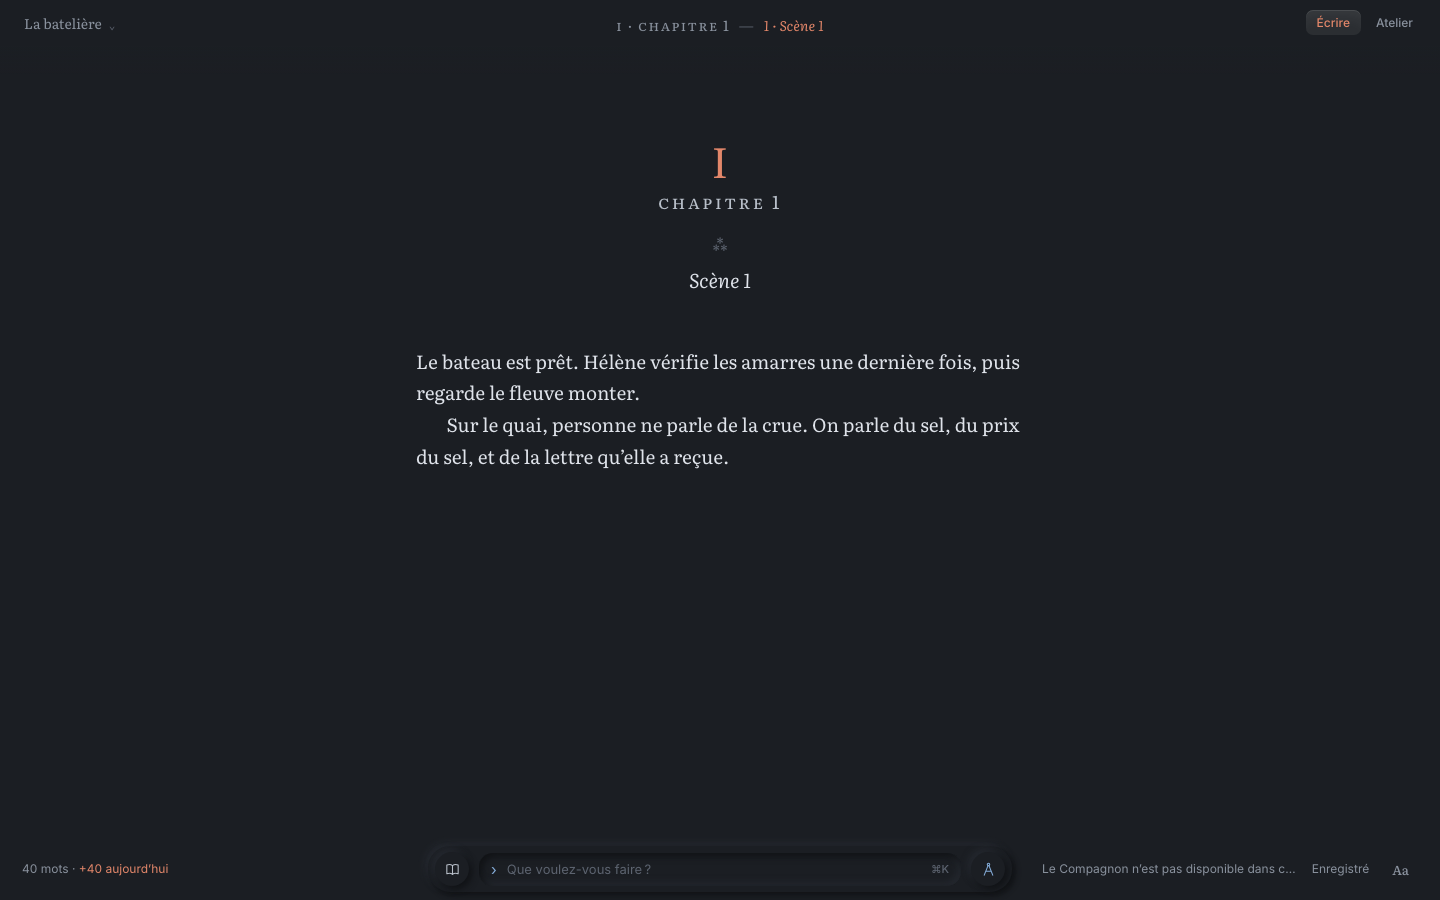 La batelière
I · CHAPITRE 1 — 1 · Scène 1
Écrire
Atelier
I
CHAPITRE 1
⁂
Scène 1
Le bateau est prêt. Hélène vérifie les amarres une dernière fois, puis
regarde le fleuve monter.
Sur le quai, personne ne parle de la crue. On parle du sel, du prix
du sel, et de la lettre qu’elle a reçue.
40 mots · +40 aujourd’hui
› Que voulez-vous faire ?
⌘K
Le Compagnon n’est pas disponible dans c…
Enregistré
Aa